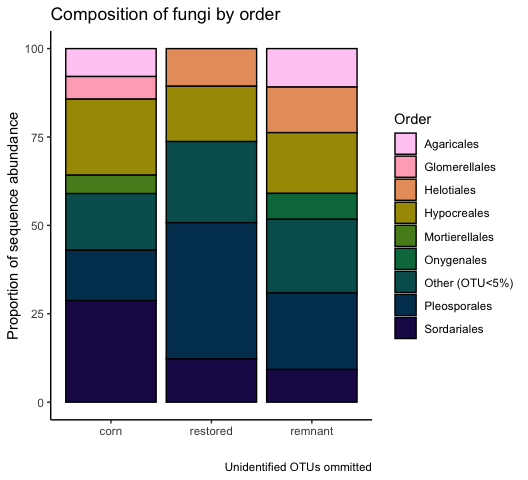 Composition of fungi by order
Proportion of sequence abundance
100
75
50
25
0
corn
restored
remnant
Unidentified OTUs ommitted
Order
Agaricales
Glomerellales
Helotiales
Hypocreales
Mortierellales
Onygenales
Other (OTU<5%)
Pleosporales
Sordariales